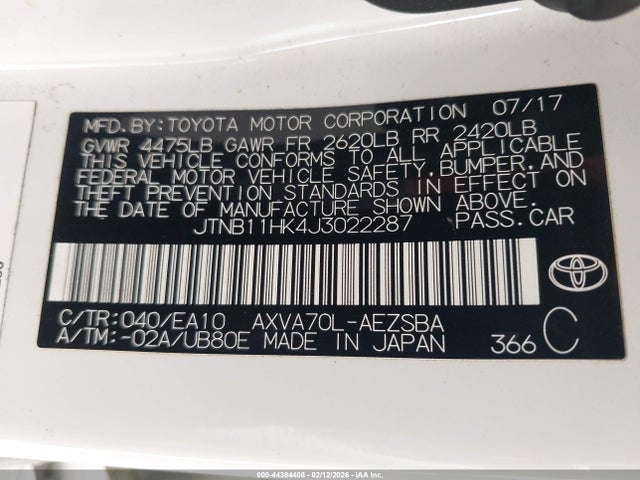 MFD.BY:TOYOTA MOTOR CORPORATION 07/17
GVWR 4475LB GAWR FR 2620LB RR 2420LB
THIS VEHICLE CONFORMS TO ALL APPLICABLE
FEDERAL MOTOR VEHICLE SAFETY,BUMPER,AND
THEFT PREVENTION STANDARDS IN EFFECT ON
THE DATE OF MANUFACTURE SHOWN ABOVE.
JTNB11HK4J3022287 PASS.CAR
C/TR:040/EA10 AXVA70L-AEZSBA
A/TM:-02A/UB80E MADE IN JAPAN 366 C
000-44384408 - 02/12/2026 - IAA, Inc.